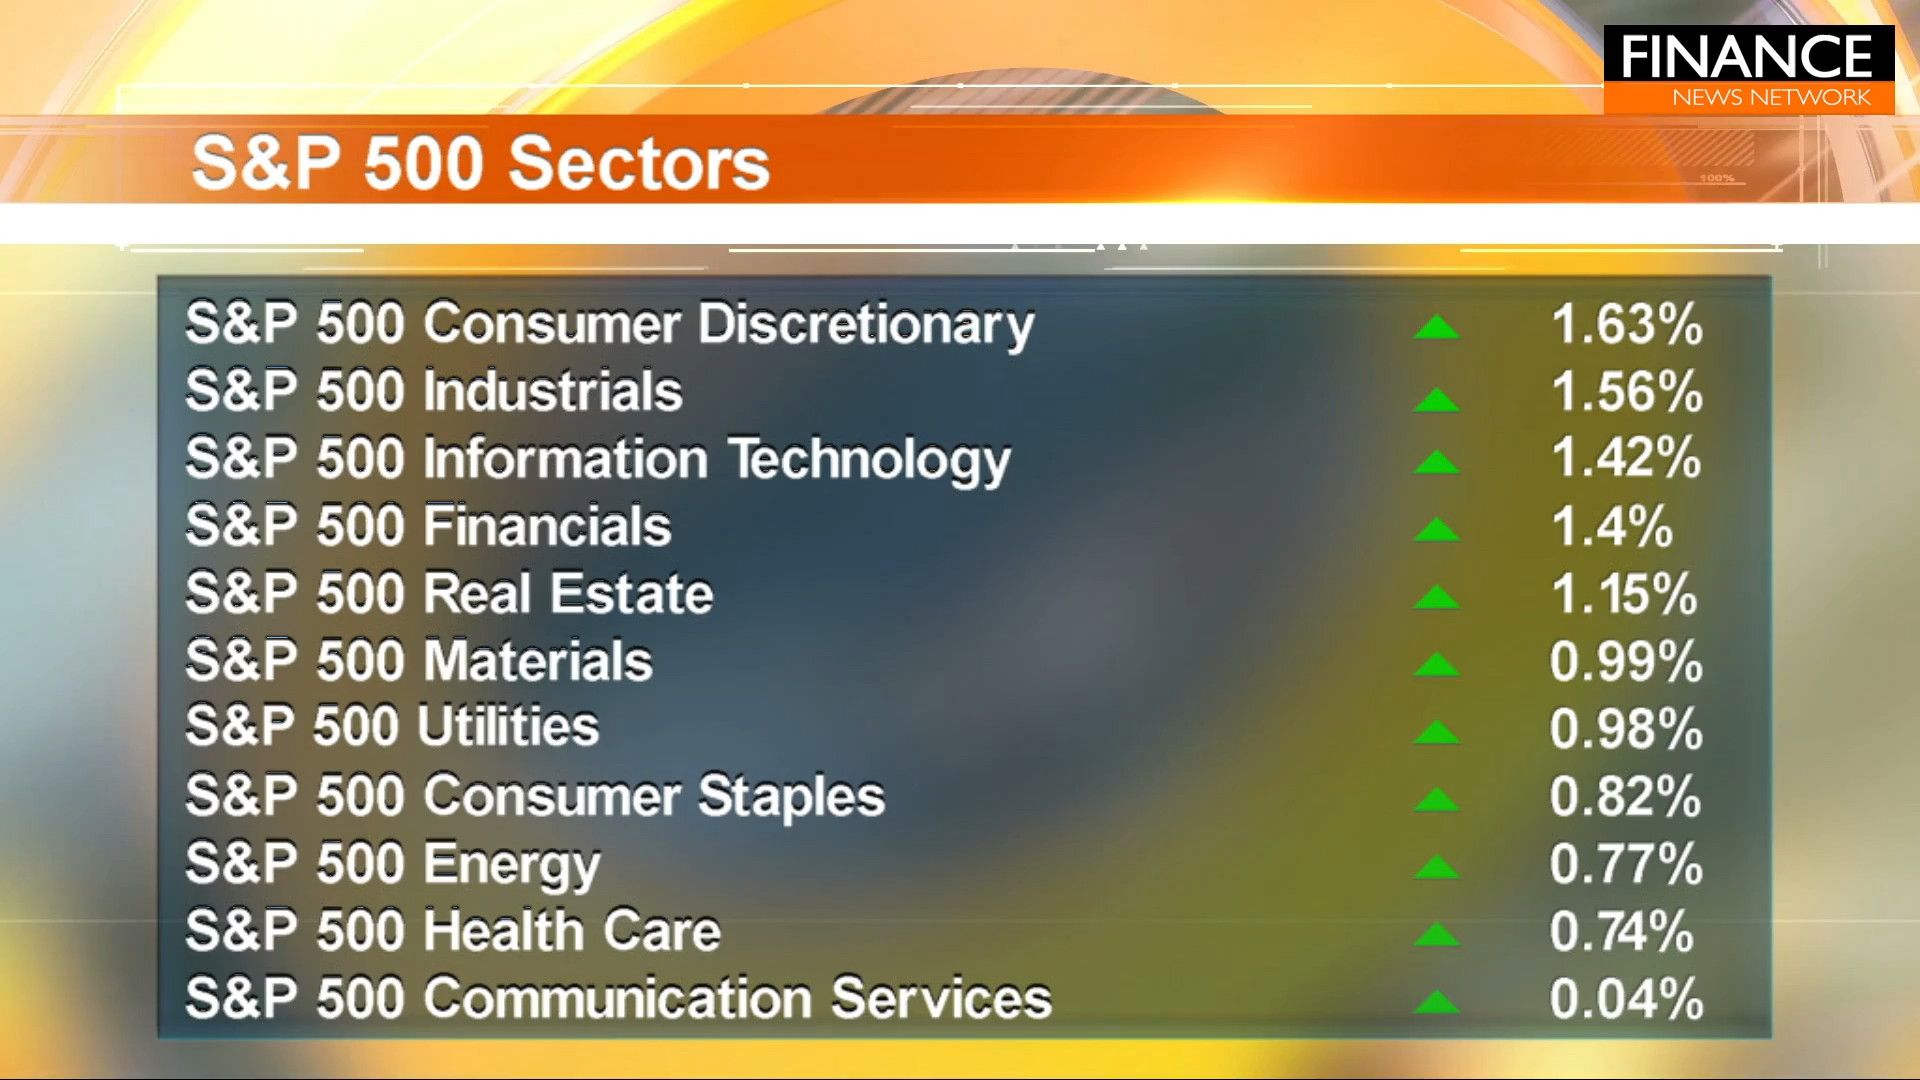 FINANCE
NEWS NETWORK
S&P 500 Sectors
100%
S&P 500 Consumer Discretionary 1.63%
S&P 500 Industrials 1.56%
S&P 500 Information Technology 1.42%
S&P 500 Financials 1.4%
S&P 500 Real Estate 1.15%
S&P 500 Materials 0.99%
S&P 500 Utilities 0.98%
S&P 500 Consumer Staples 0.82%
S&P 500 Energy 0.77%
S&P 500 Health Care 0.74%
S&P 500 Communication Services 0.04%